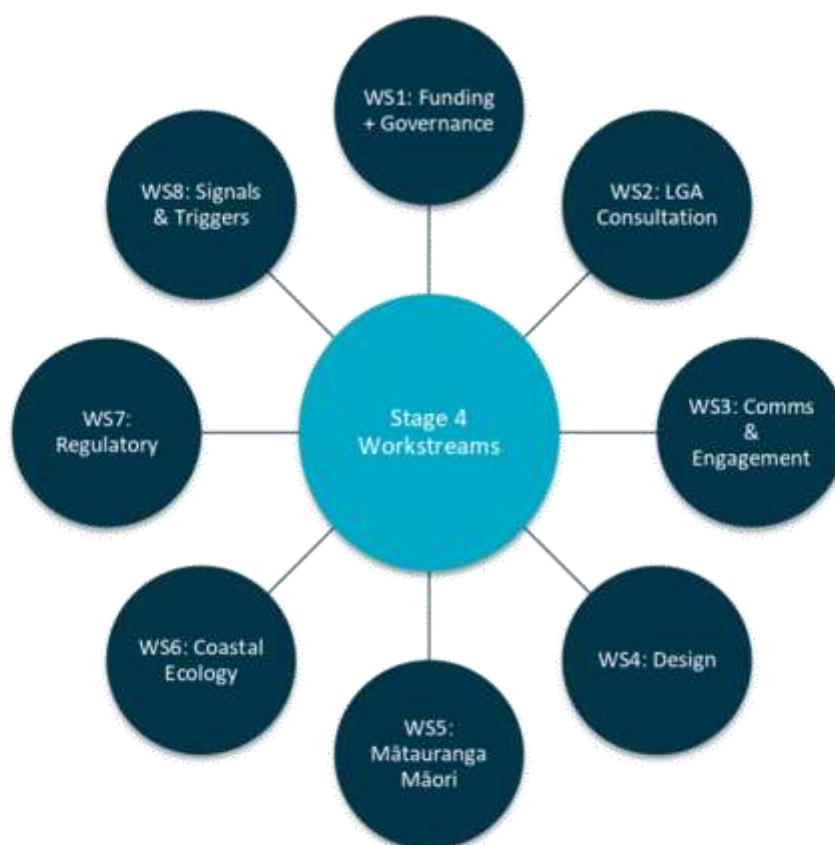 WS1: Funding
+ Governance
WS2: LGA
Consultation
WS3: Comms
&
Engagement
WS4: Design
WS5:
Mātauranga
Māori
WS6: Coastal
Ecology
WS7:
Regulatory
WS8: Signals
& Triggers
Stage 4
Workstreams